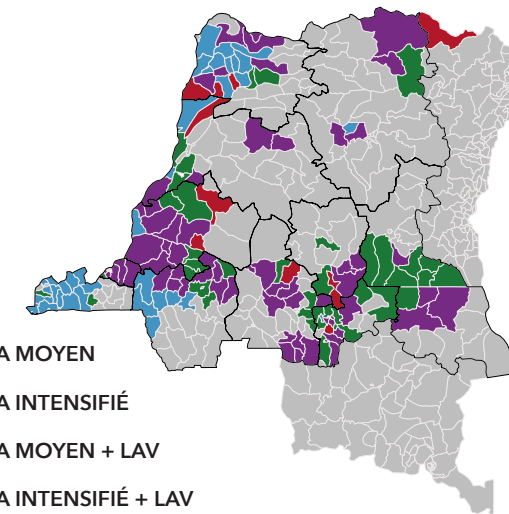 A MOYEN
A INTENSIFIÉ
A MOYEN + LAV
A INTENSIFIÉ + LAV